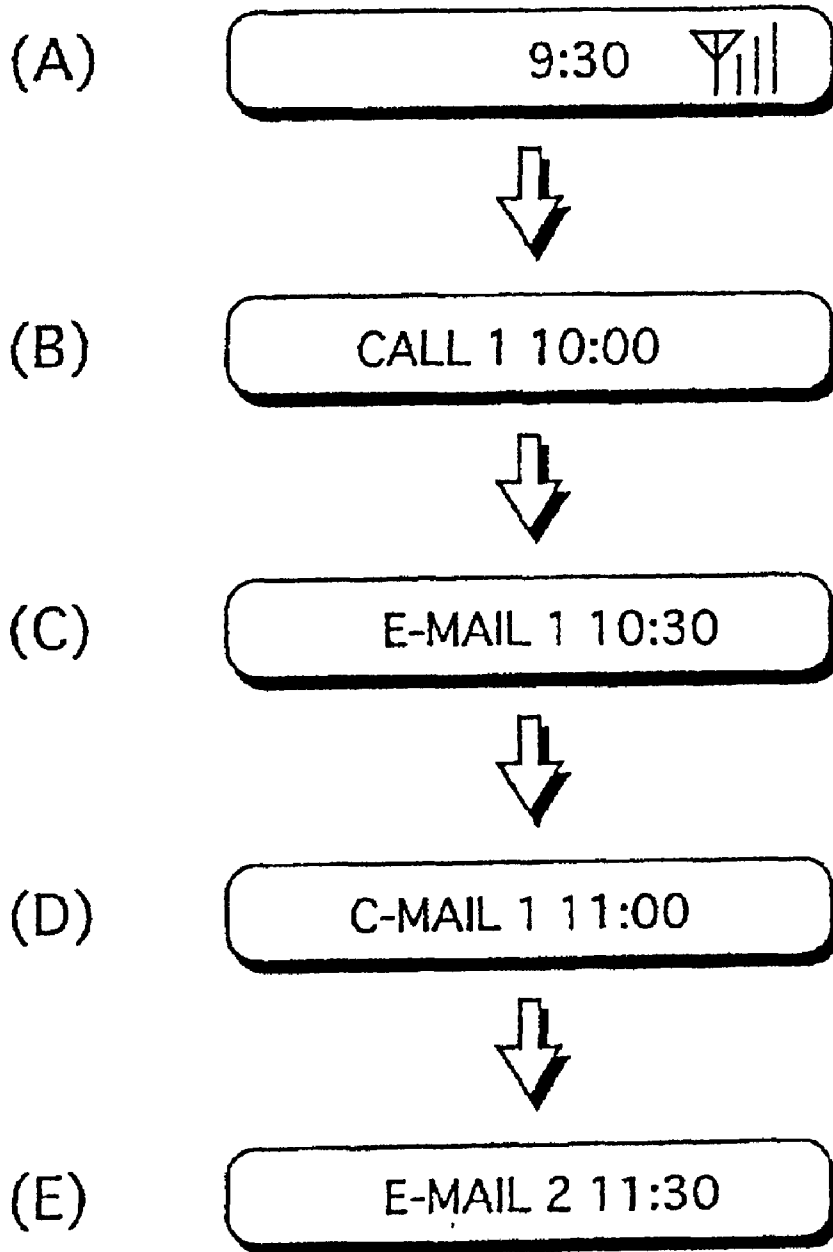 (A) 9:30
(B) CALL 1 10:00
(C) E-MAIL 1 10:30
(D) C-MAIL 1 11:00
(E) E-MAIL 2 11:30